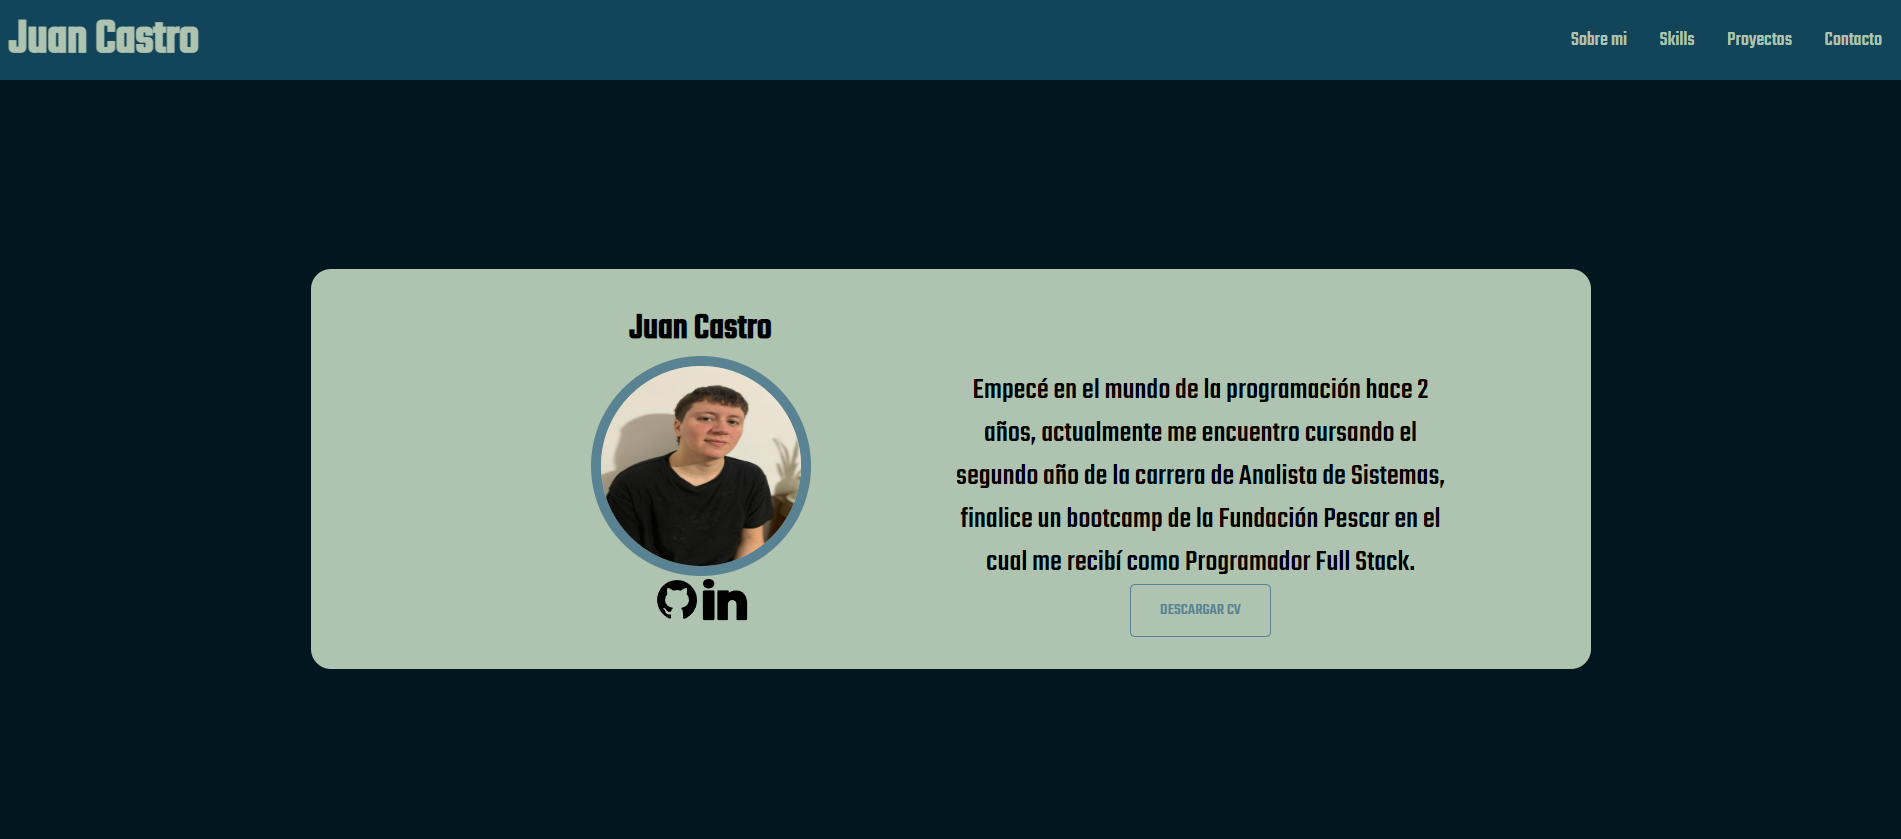 Juan Castro
Sobre mi
Skills
Proyectos
Contacto
Juan Castro
Empecé en el mundo de la programación hace 2
años, actualmente me encuentro cursando el
segundo año de la carrera de Analista de Sistemas,
finalice un bootcamp de la Fundación Pescar en el
cual me recibí como Programador Full Stack.
in
DESCARGAR CV